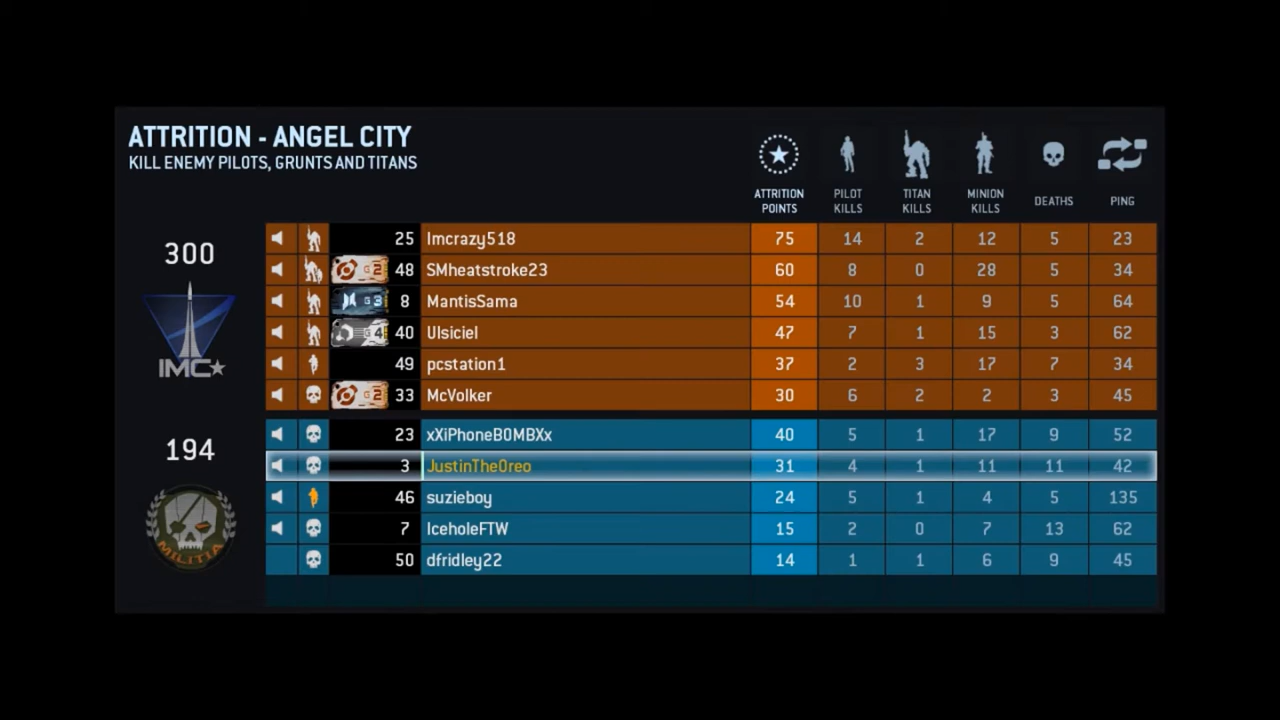 ATTRITION - ANGEL CITY
KILL ENEMY PILOTS, GRUNTS AND TITANS
ATTRITION POINTS PILOT KILLS TITAN KILLS MINION KILLS DEATHS PING
300
IMC
25 Imcrazy518 75 14 2 12 5 23
G2 48 SMheatstroke23 60 8 0 28 5 34
G3 8 MantisSama 54 10 1 9 5 64
G4 40 Ulsiciel 47 7 1 15 3 62
49 pcstation1 37 2 3 17 7 34
G2 33 McVolker 30 6 2 2 3 45
194
MILITIA
23 xXiPhoneB0MBXx 40 5 1 17 9 52
3 JustinTheOreo 31 4 1 11 11 42
46 suzieboy 24 5 1 4 5 135
7 IceholeFTW 15 2 0 7 13 62
50 dfridley22 14 1 1 6 9 45